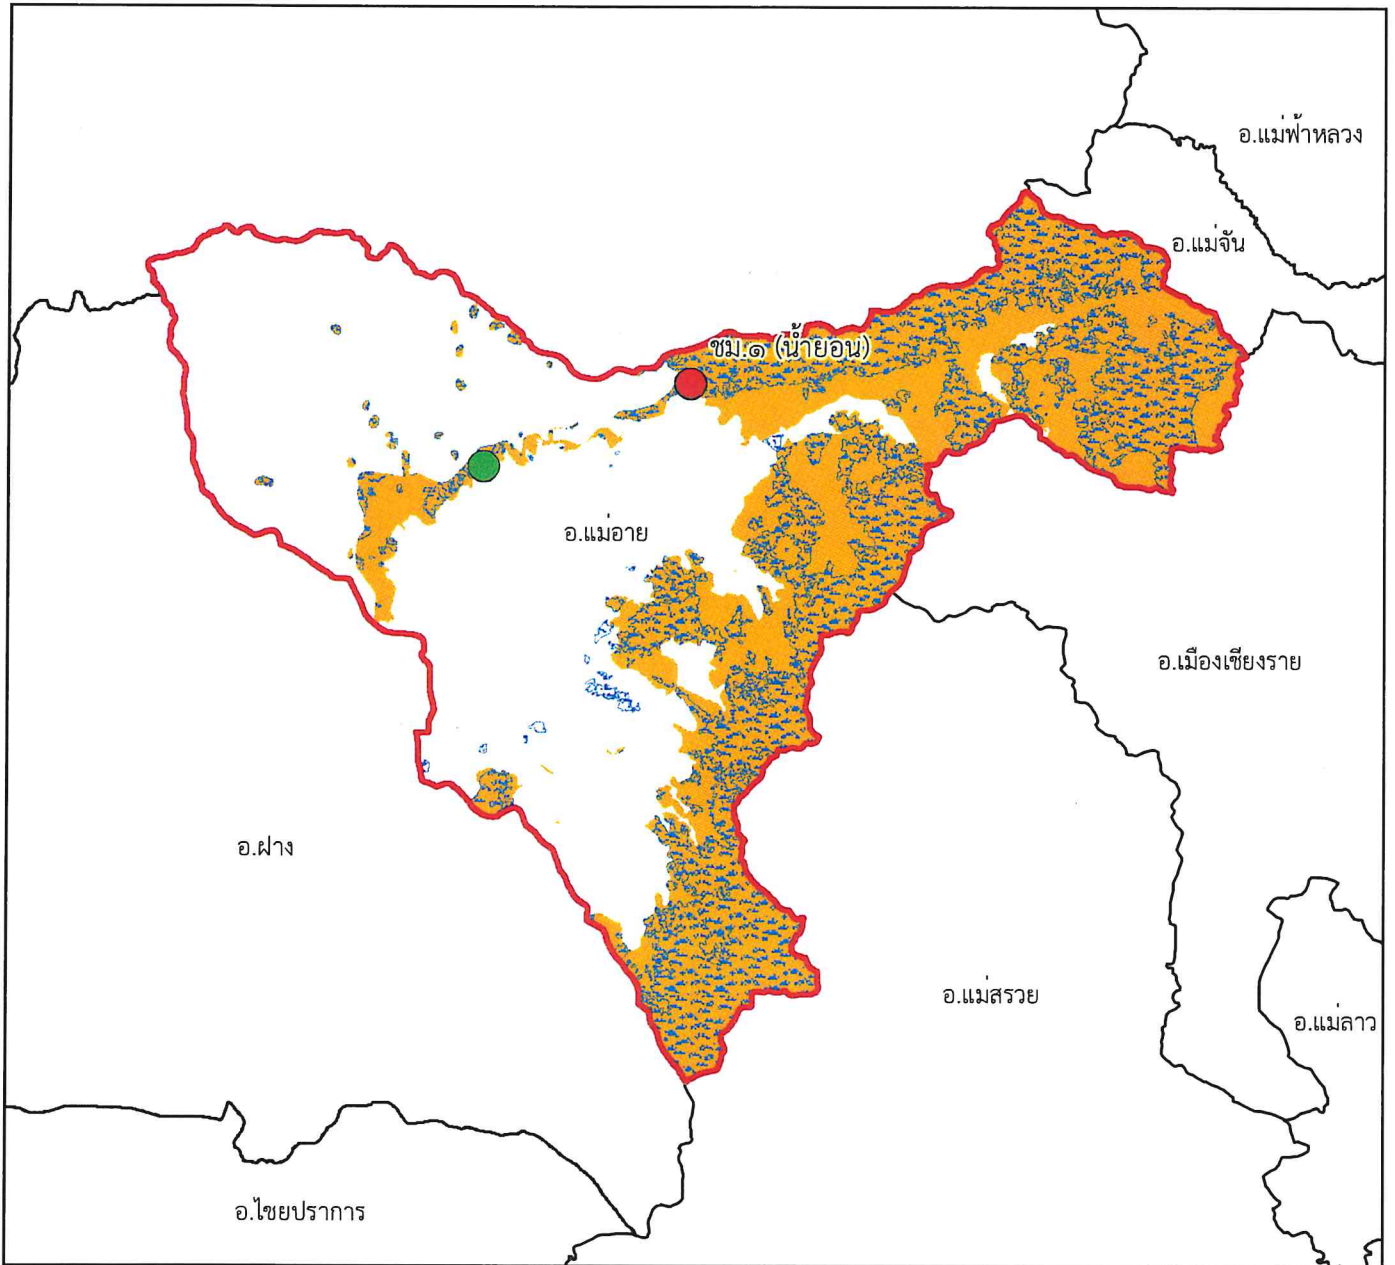 อ.แม่ฟ้าหลวง
อ.แม่จัน
ชม.๑ (น้ำยอน)
อ.แม่อาย
อ.เมืองเชียงราย
อ.ฝาง
อ.แม่สรวย
อ.แม่ลาว
อ.ไชยปราการ